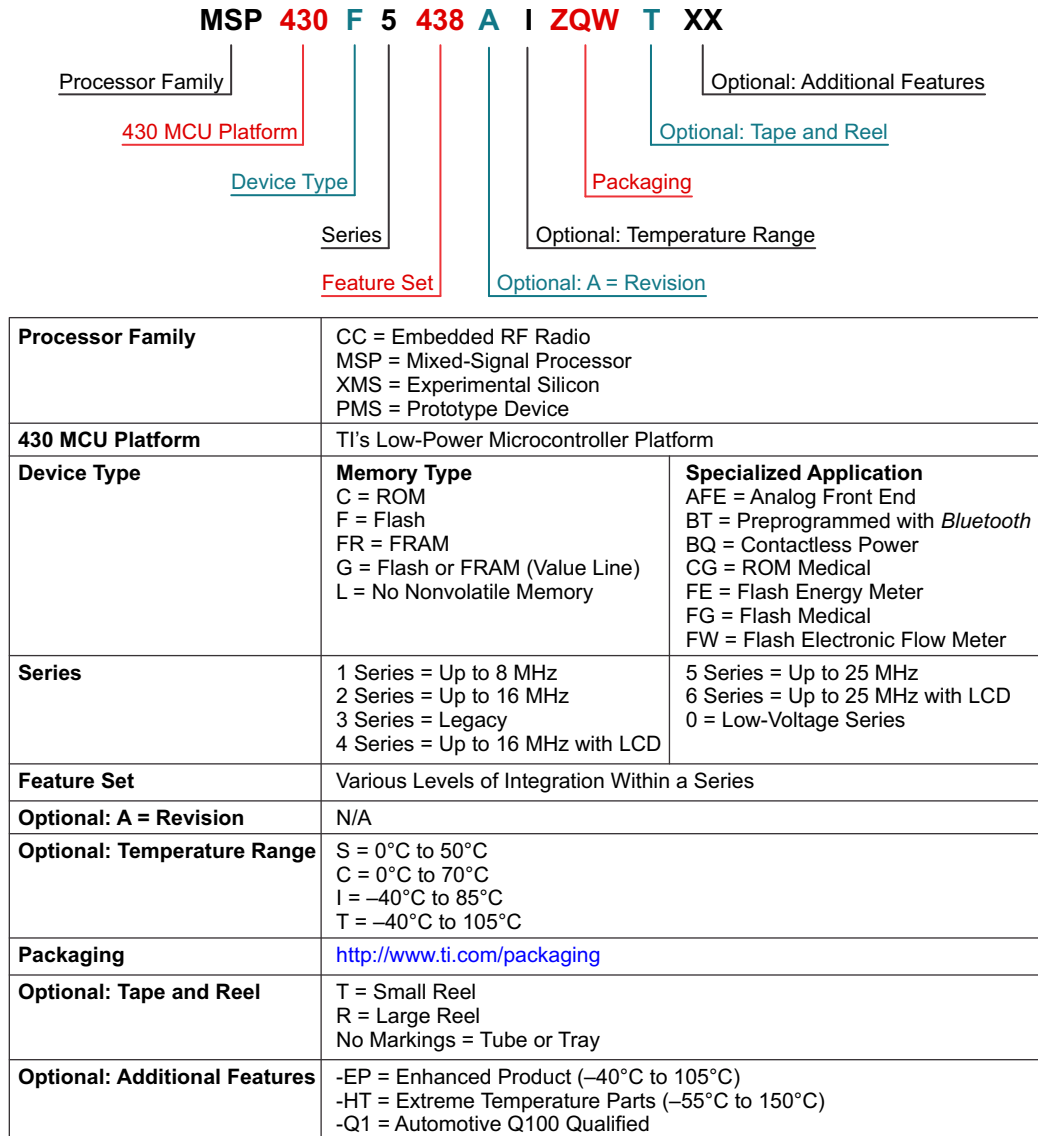 MSP 430 F 5 438 A I ZQW T XX
Processor Family
Optional: Additional Features
430 MCU Platform
Optional: Tape and Reel
Device Type
Packaging
Series
Optional: Temperature Range
Feature Set
Optional: A = Revision
Processor Family
CC = Embedded RF Radio
MSP = Mixed-Signal Processor
XMS = Experimental Silicon
PMS = Prototype Device
430 MCU Platform
TI's Low-Power Microcontroller Platform
Device Type
Memory Type
C = ROM
F = Flash
FR = FRAM
G = Flash or FRAM (Value Line)
L = No Nonvolatile Memory
Specialized Application
AFE = Analog Front End
BT = Preprogrammed with Bluetooth
BQ = Contactless Power
CG = ROM Medical
FE = Flash Energy Meter
FG = Flash Medical
FW = Flash Electronic Flow Meter
Series
1 Series = Up to 8 MHz
2 Series = Up to 16 MHz
3 Series = Legacy
4 Series = Up to 16 MHz with LCD
5 Series = Up to 25 MHz
6 Series = Up to 25 MHz with LCD
0 = Low-Voltage Series
Feature Set
Various Levels of Integration Within a Series
Optional: A = Revision
N/A
Optional: Temperature Range
S = 0°C to 50°C
C = 0°C to 70°C
I = –40°C to 85°C
T = –40°C to 105°C
Packaging
http://www.ti.com/packaging
Optional: Tape and Reel
T = Small Reel
R = Large Reel
No Markings = Tube or Tray
Optional: Additional Features
-EP = Enhanced Product (–40°C to 105°C)
-HT = Extreme Temperature Parts (–55°C to 150°C)
-Q1 = Automotive Q100 Qualified